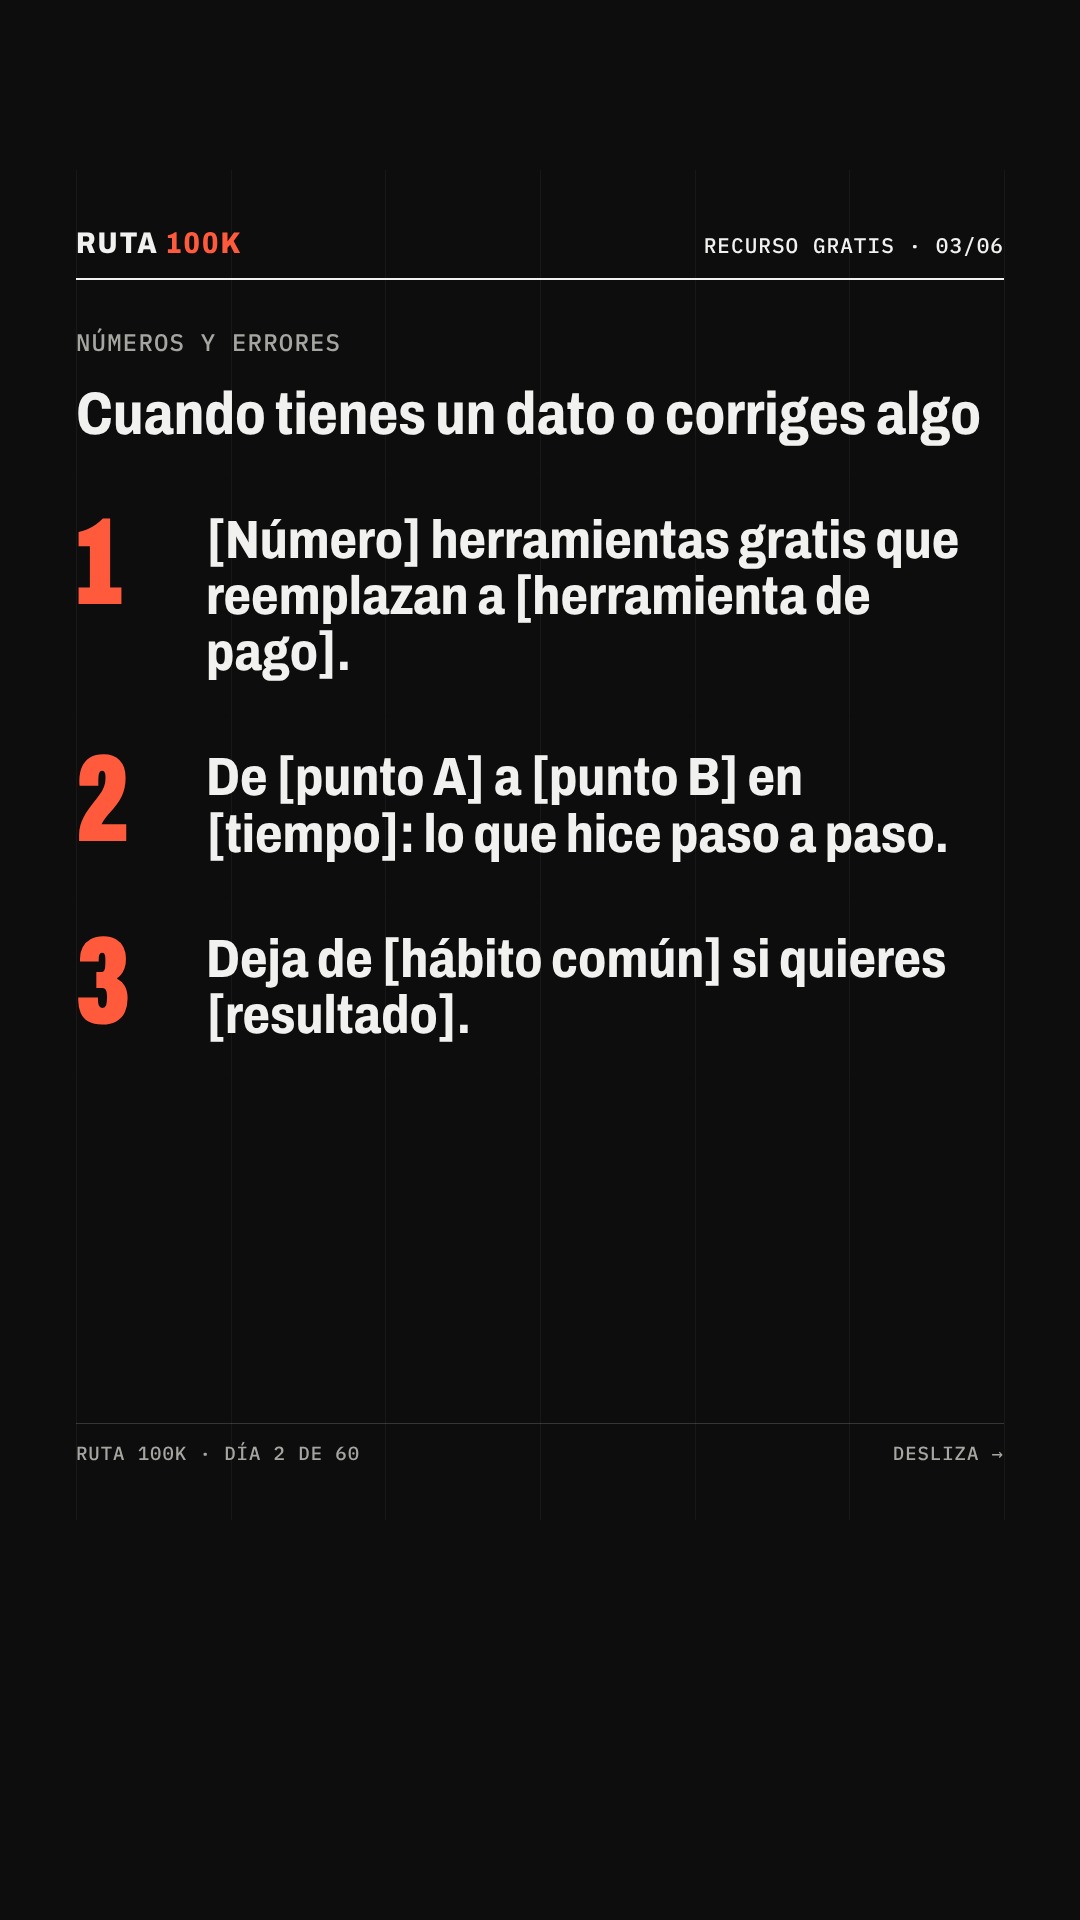 RUTA 100K
RECURSO GRATIS · 03/06
NÚMEROS Y ERRORES
Cuando tienes un dato o corriges algo
1
[Número] herramientas gratis que
reemplazan a [herramienta de
pago].
2
De [punto A] a [punto B] en
[tiempo]: lo que hice paso a paso.
3
Deja de [hábito común] si quieres
[resultado].
RUTA 100K · DÍA 2 DE 60
DESLIZA →